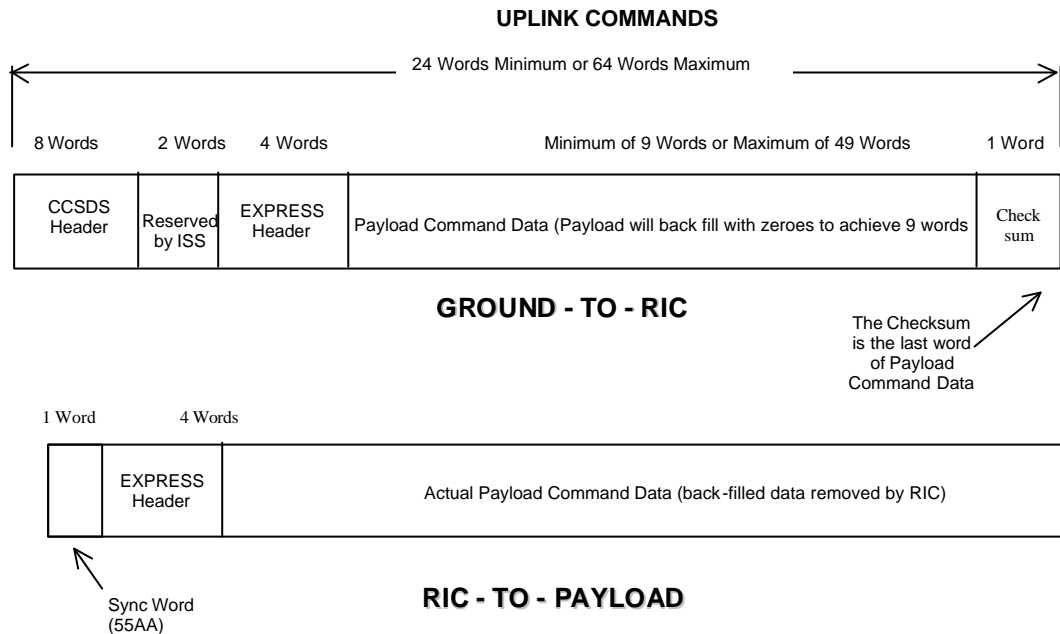 UPLINK COMMANDS
24 Words Minimum or 64 Words Maximum
8 Words
2 Words
4 Words
Minimum of 9 Words or Maximum of 49 Words
1 Word
CCSDS
Header
Reserved
by ISS
EXPRESS
Header
Payload Command Data (Payload will back fill with zeroes to achieve 9 words
Check
sum
GROUND - TO - RIC
The Checksum
is the last word
of Payload
Command Data
1 Word
4 Words
EXPRESS
Header
Actual Payload Command Data (back-filled data removed by RIC)
Sync Word
(55AA)
RIC - TO - PAYLOAD